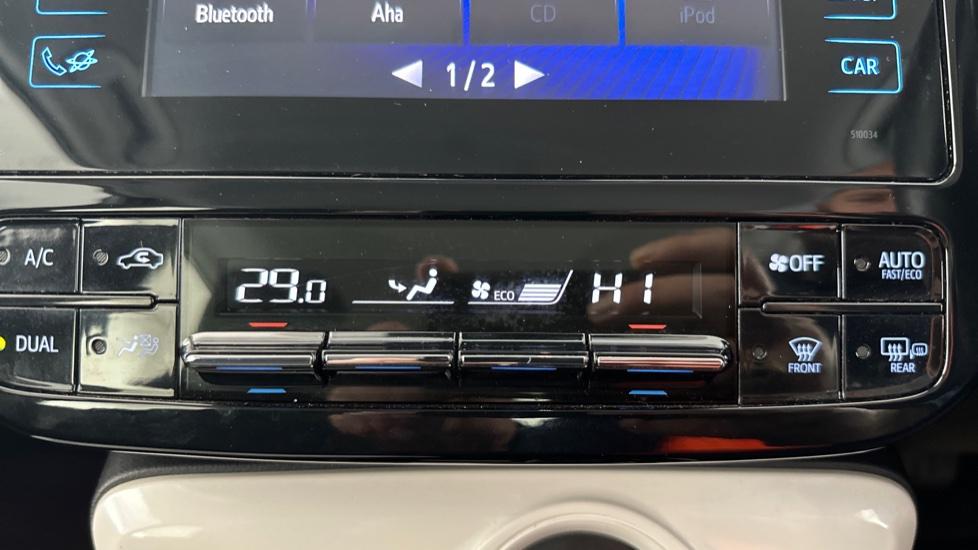 Bluetooth Aha CD iPod
1/2
CAR
510034
A/C
29.0 ECO HI
OFF AUTO
FAST/ECO
DUAL
FRONT REAR